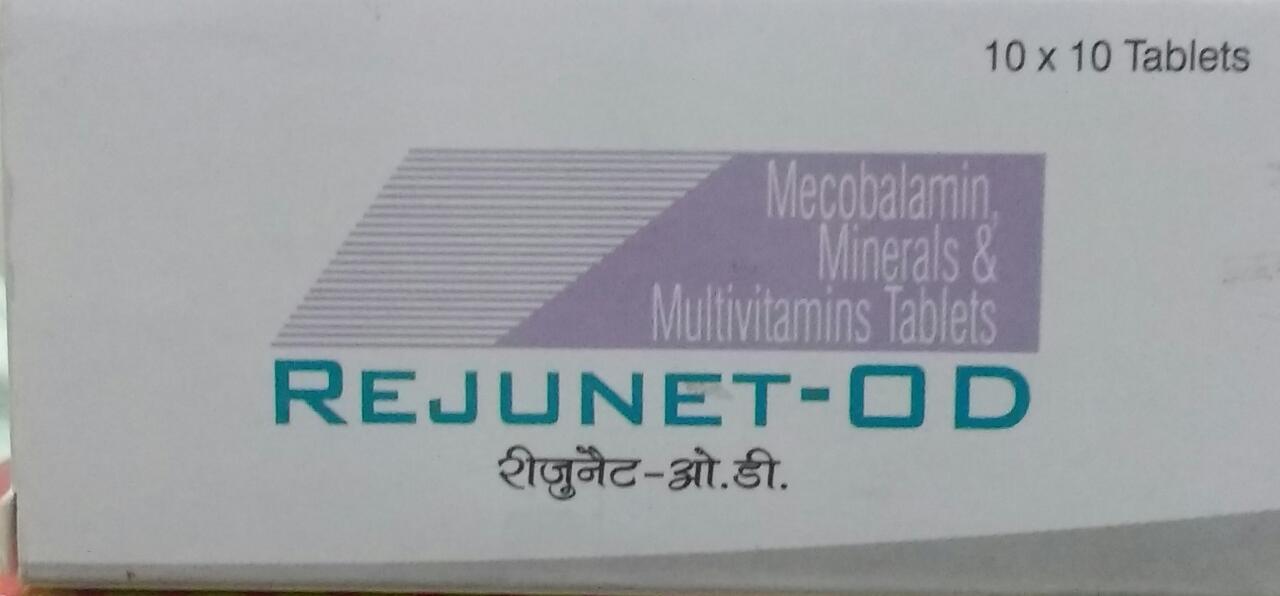 10 x 10 Tablets
Mecobalamin,
Minerals &
Multivitamins Tablets
REJUNET-OD
रीजुनैट-ओ.डी.